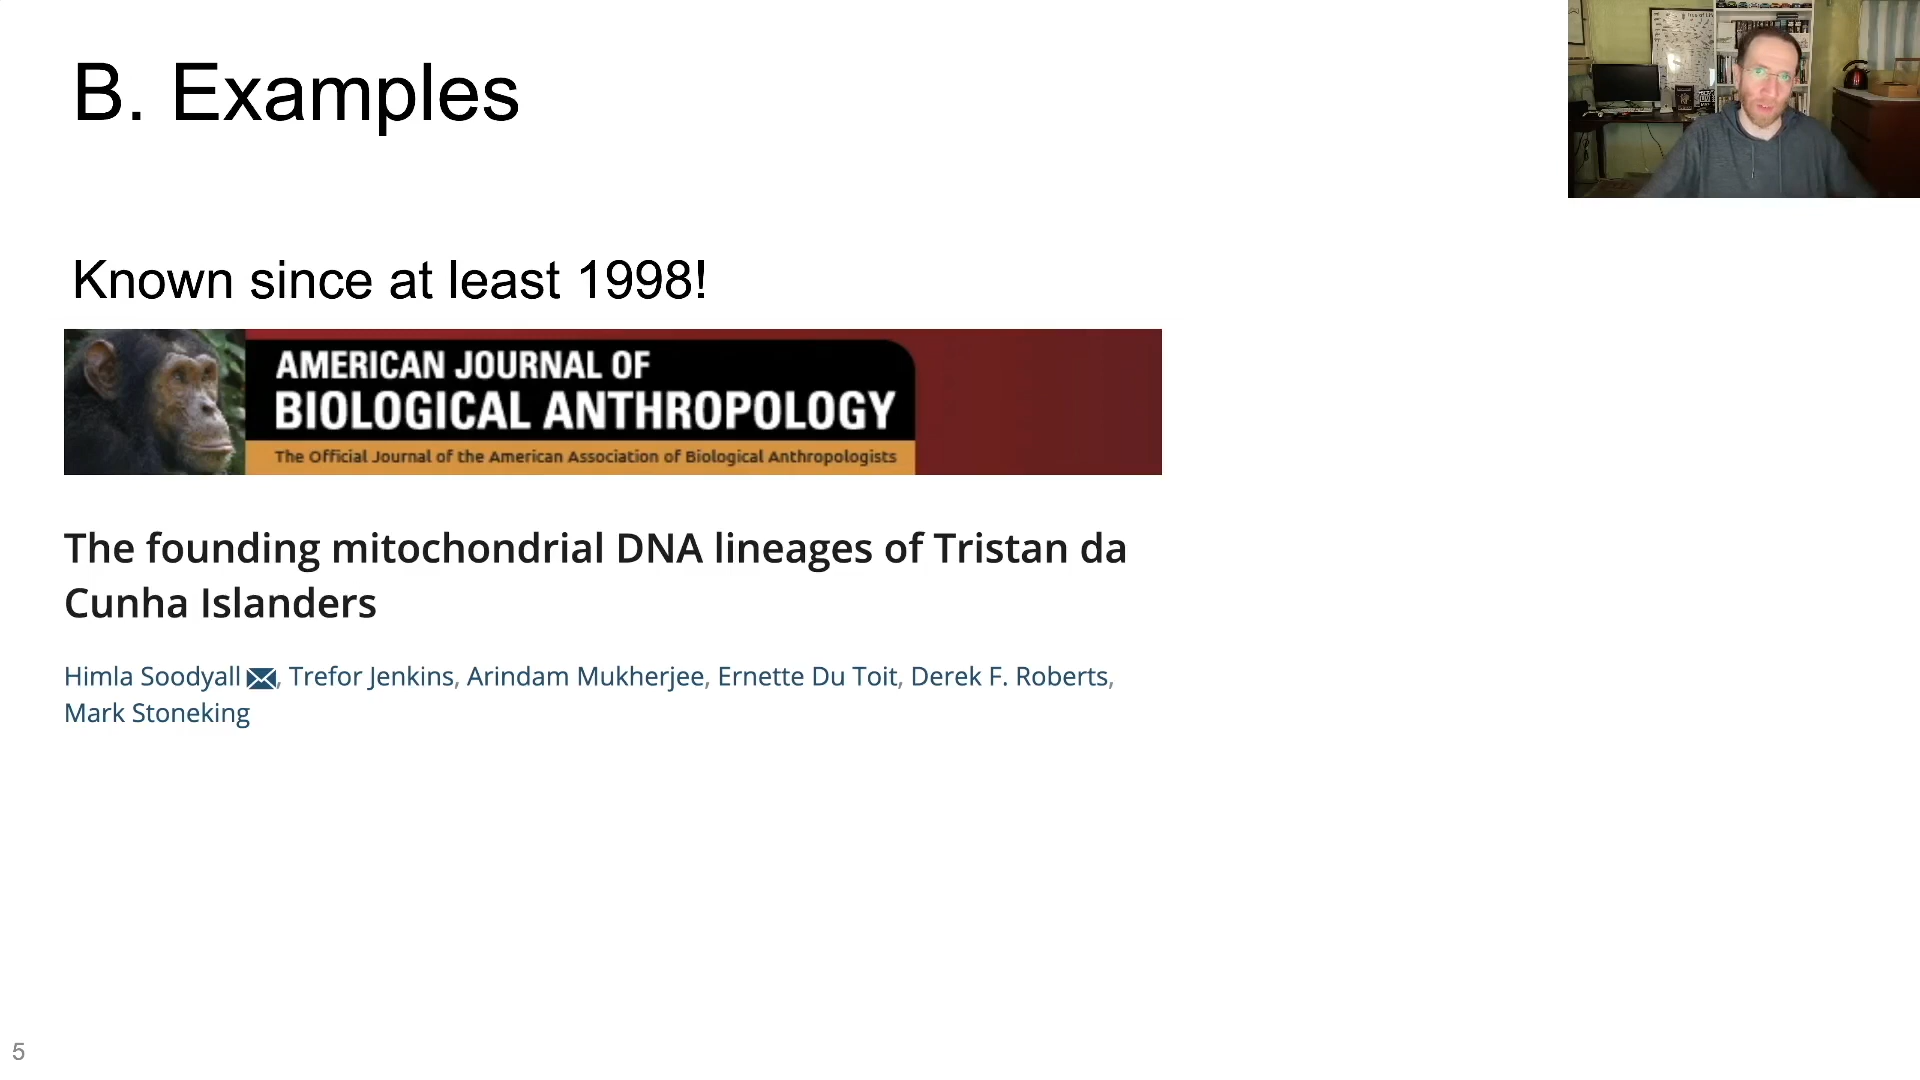 B. Examples
Known since at least 1998!
AMERICAN JOURNAL OF
BIOLOGICAL ANTHROPOLOGY
The Official Journal of the American Association of Biological Anthropologists
The founding mitochondrial DNA lineages of Tristan da
Cunha Islanders
Himla Soodyall, Trefor Jenkins, Arindam Mukherjee, Ernette Du Toit, Derek F. Roberts,
Mark Stoneking
5